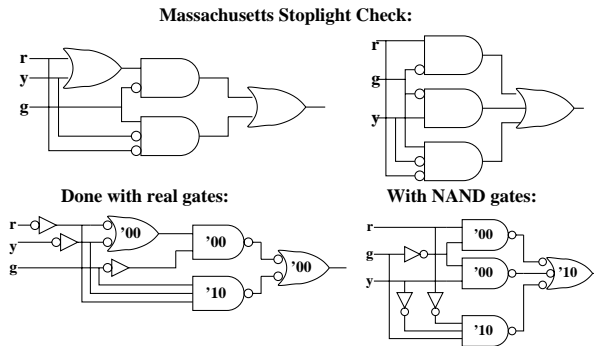 Massachusetts Stoplight Check:
r
y
g
r
g
y
Done with real gates:
With NAND gates:
r
y
g
'00
'00
'10
'00
r
g
y
'00
'00
'10
'10